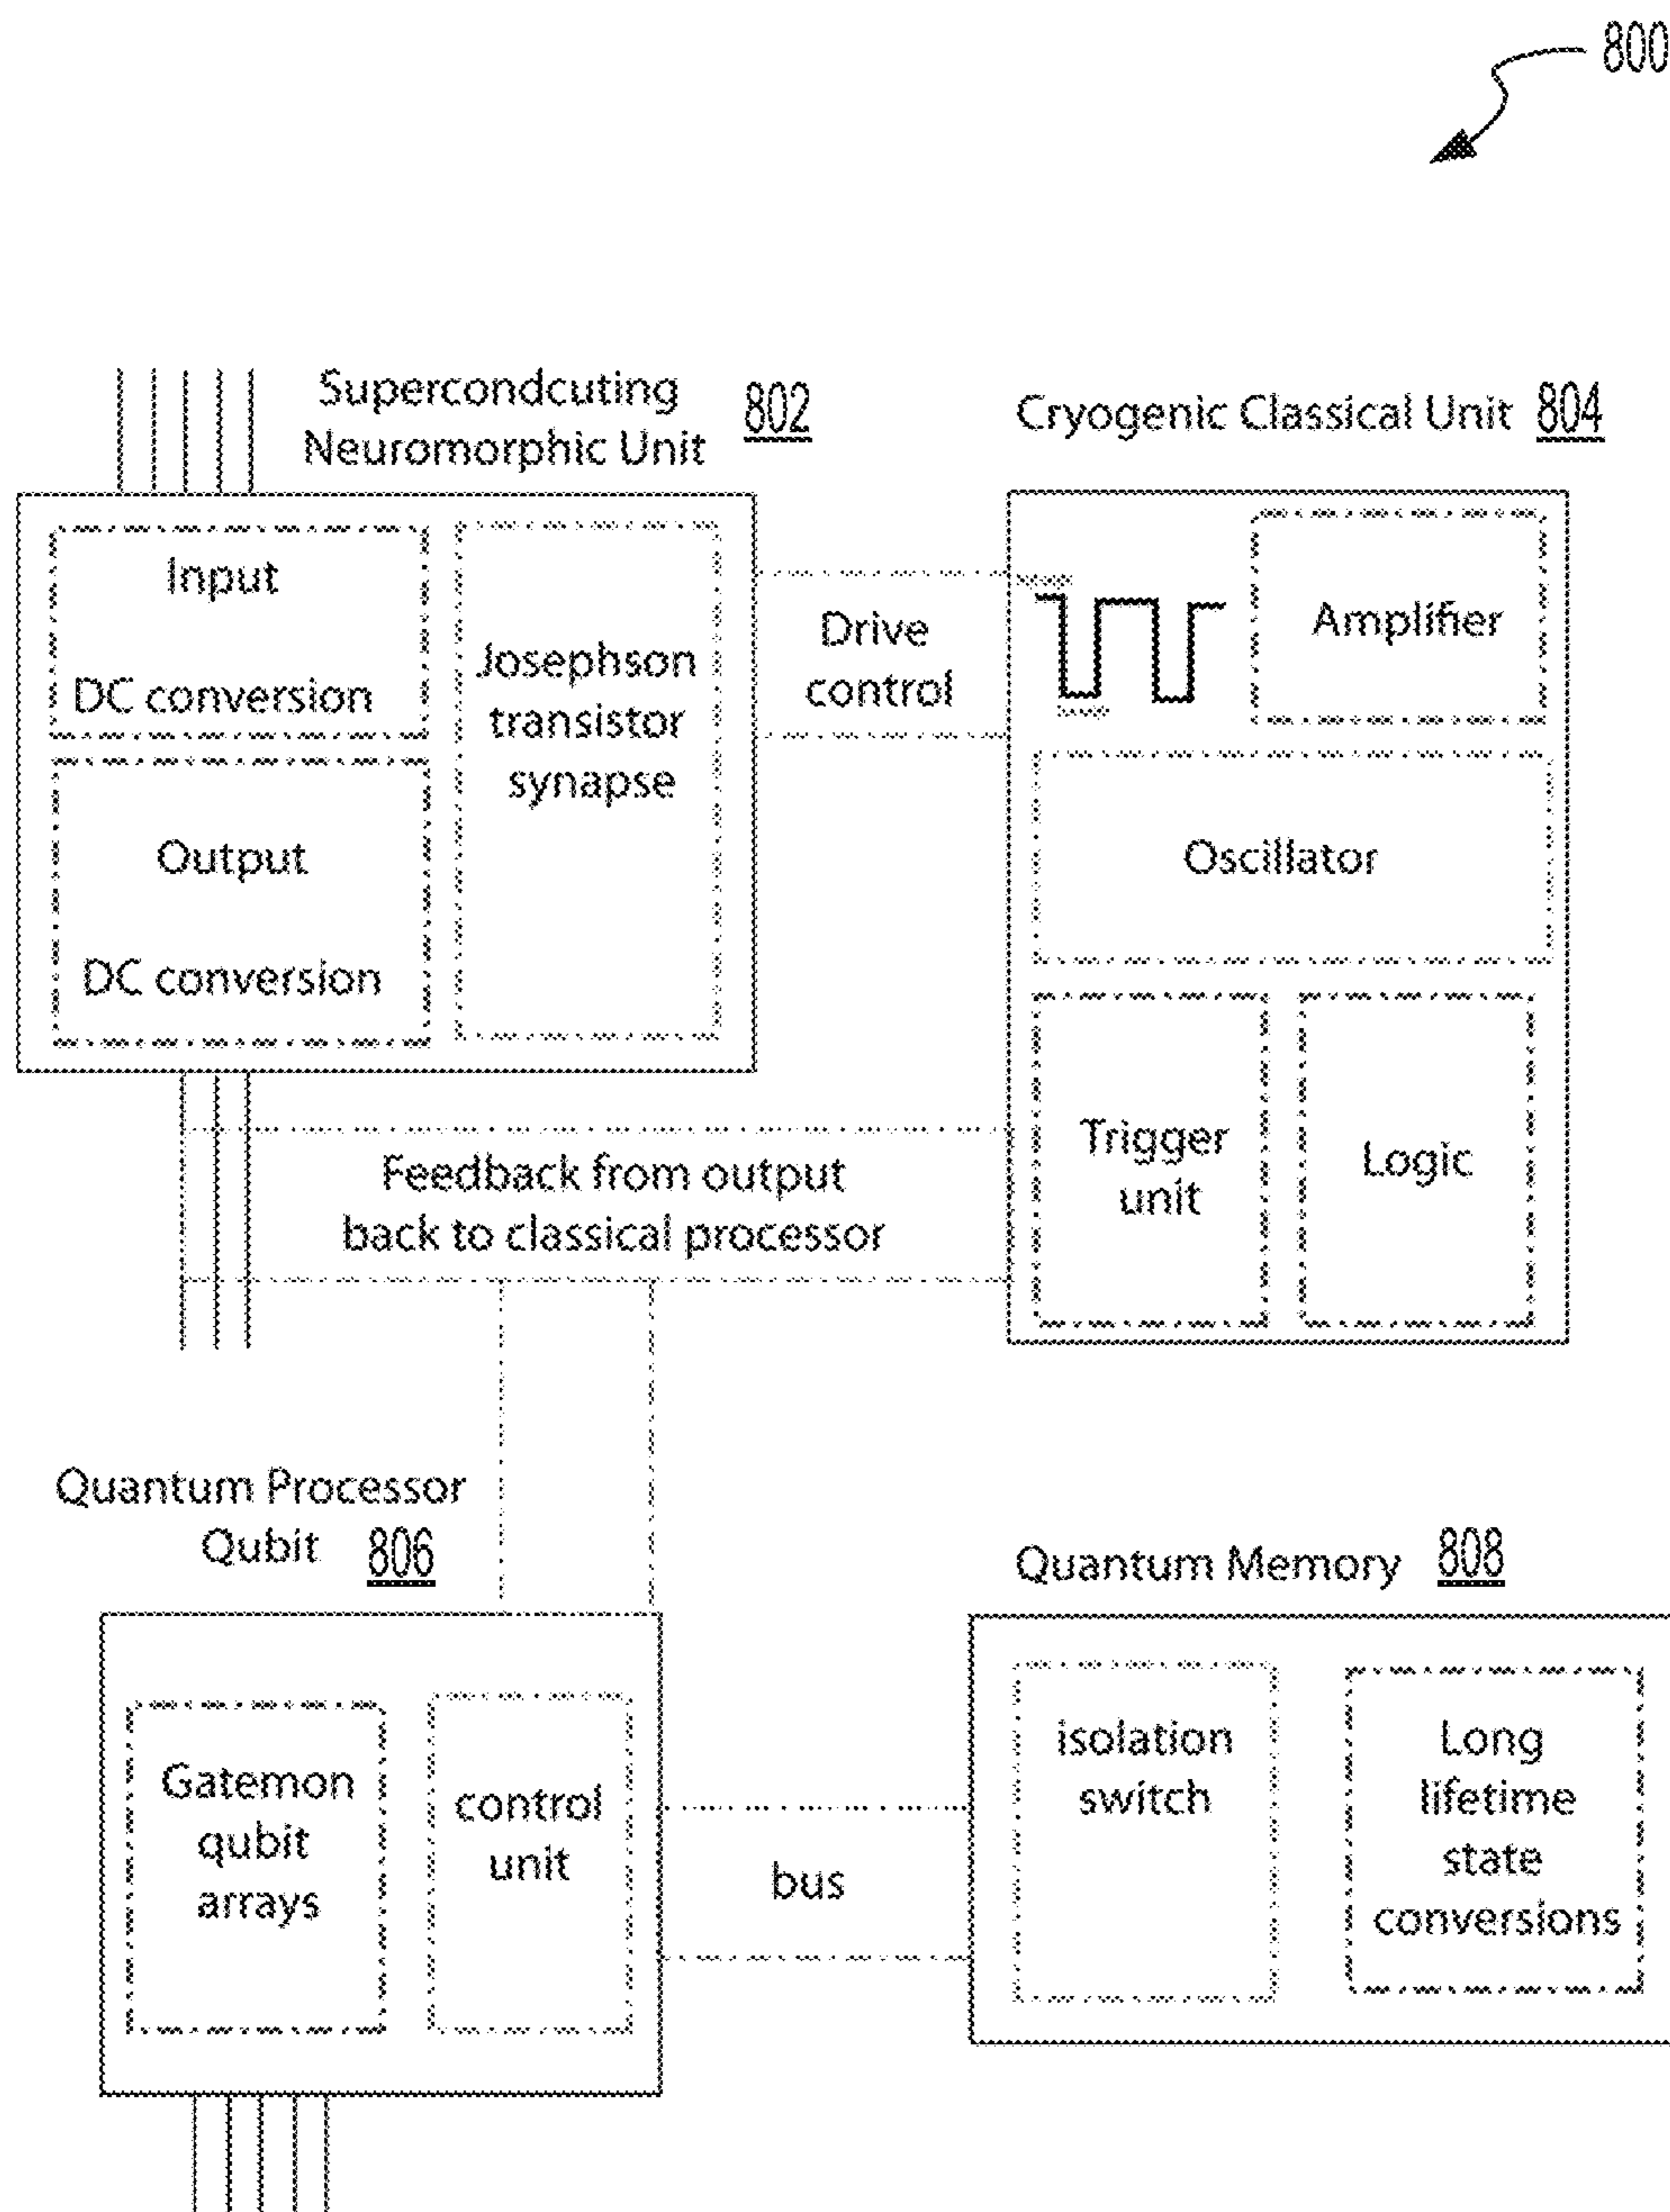 800
Supercondcuting
Neuromorphic Unit 802
Cryogenic Classical Unit 804
Input
DC conversion
Output
DC conversion
Josephson
transistor
synapse
Drive
control
Amplifier
Oscillator
Trigger
unit
Logic
Feedback from output
back to classical processor
Quantum Processor
Qubit 806
Quantum Memory 808
Gatemon
qubit
arrays
control
unit
bus
isolation
switch
Long
lifetime
state
conversions